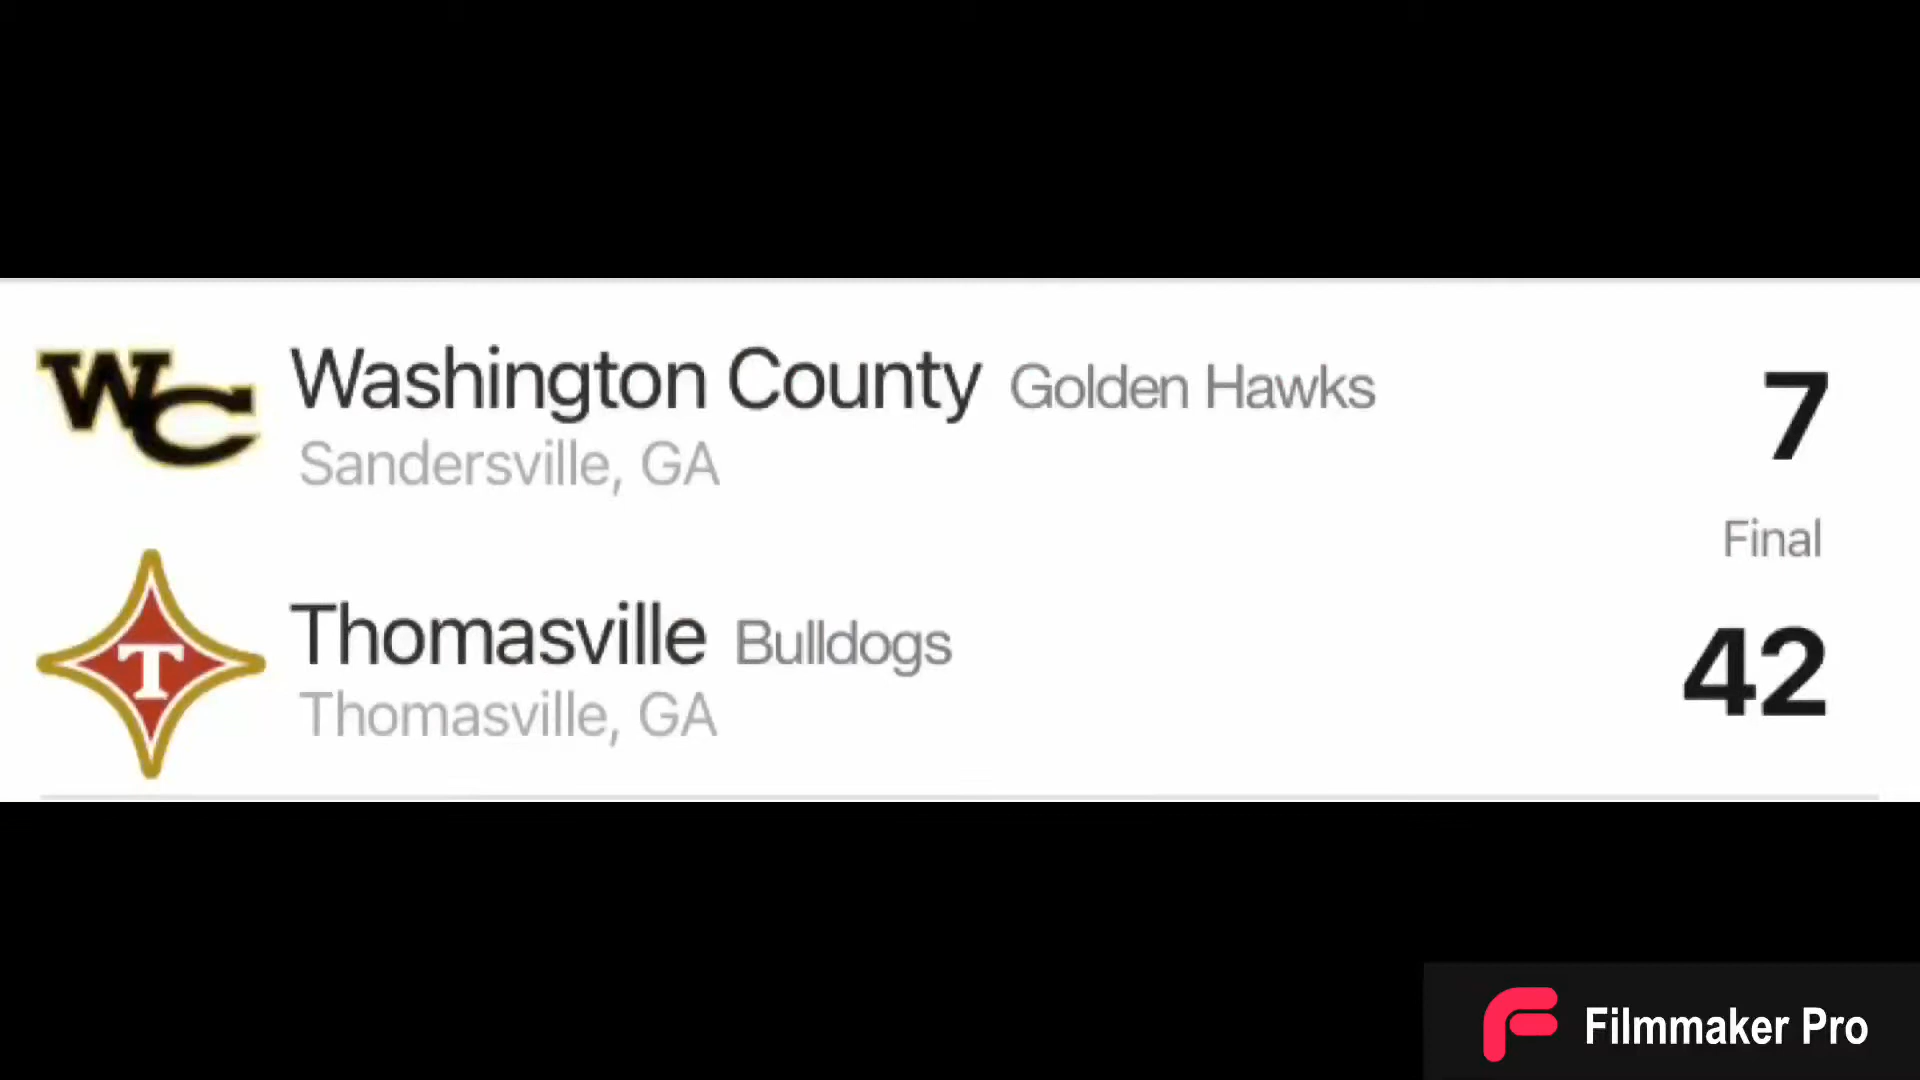 WC
Washington County Golden Hawks
7
Sandersville, GA
Final
T
Thomasville Bulldogs
42
Thomasville, GA
Filmmaker Pro